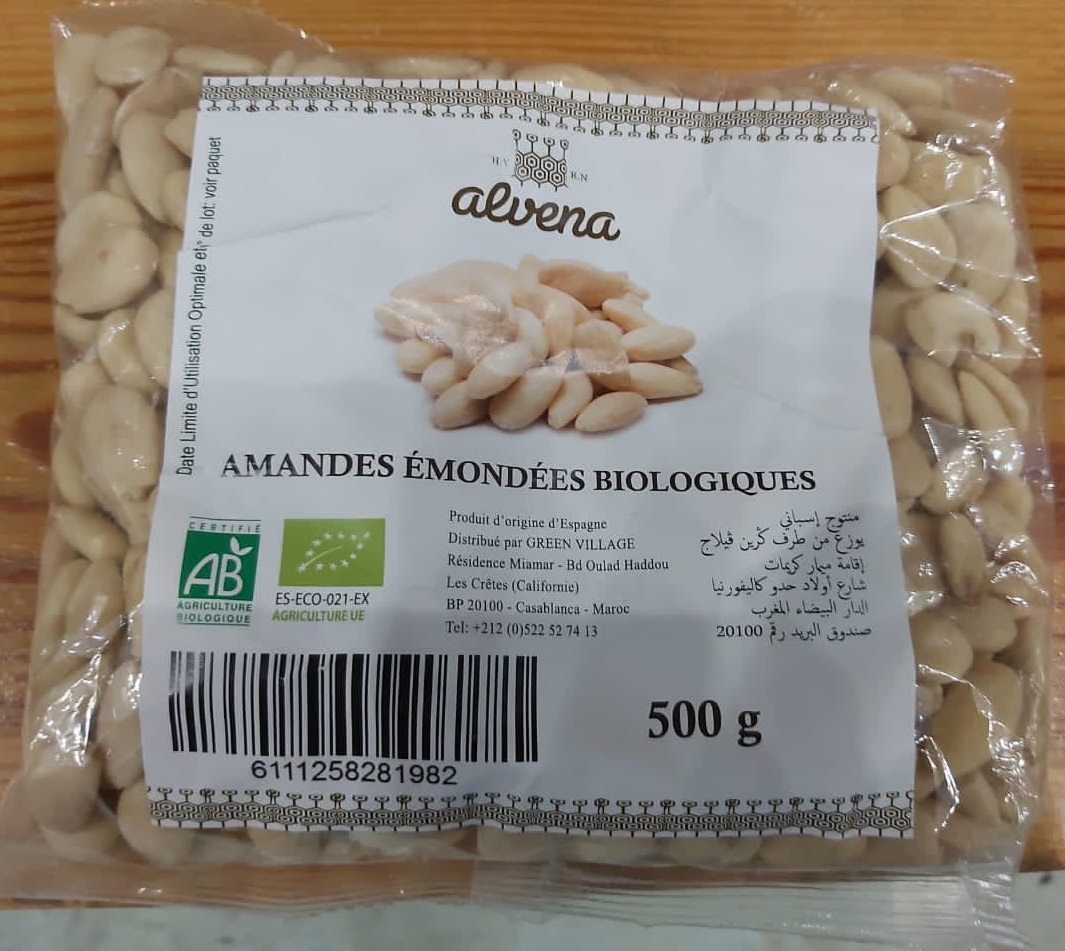 Date Limite d'Utilisation Optimale et n° de lot: voir paquet
alvena
AMANDES ÉMONDÉES BIOLOGIQUES
CERTIFIÉ
AB
AGRICULTURE
BIOLOGIQUE
ES-ECO-021-EX
AGRICULTURE UE
Produit d'origine d'Espagne
Distribué par GREEN VILLAGE
Résidence Miamar - Bd Oulad Haddou
Les Crêtes (Californie)
BP 20100 - Casablanca - Maroc
Tel: +212 (0)522 52 74 13
منتوج إسباني
يوزع من طرف كرين ڤيلاج
إقامة ميار كريمات
شارع أولاد حدو كاليفورنيا
الدار البيضاء المغرب
صندوق البريد رقم 20100
6111258281982
500 g